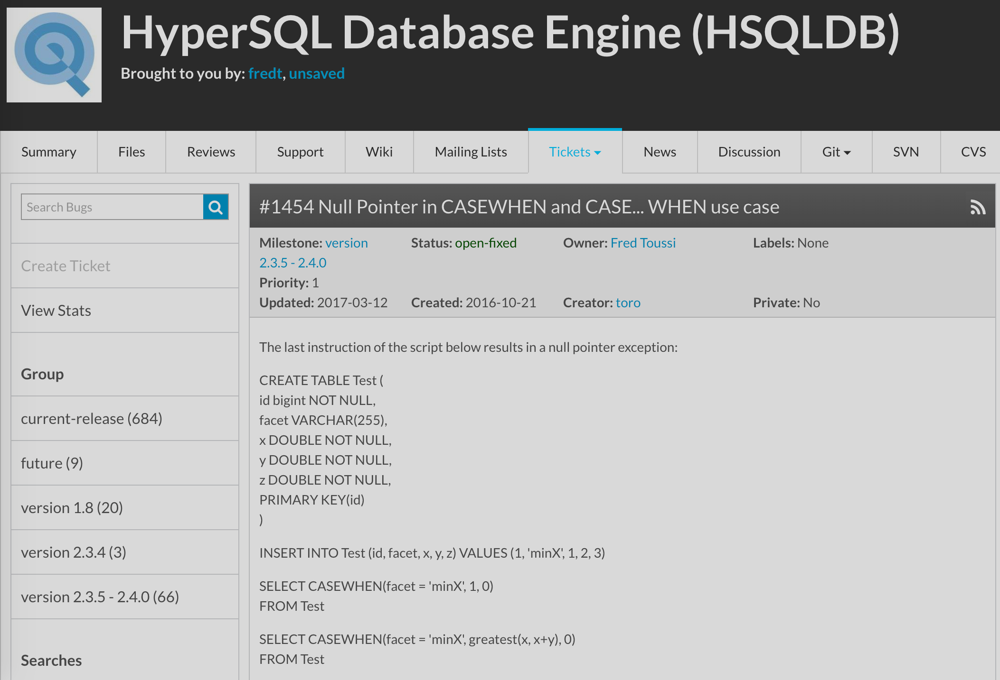 HyperSQL Database Engine (HSQLDB)
Brought to you by: fredt, unsaved
Summary
Files
Reviews
Support
Wiki
Mailing Lists
Tickets
News
Discussion
Git
SVN
CVS
Search Bugs
Create Ticket
View Stats
Group
current-release (684)
future (9)
version 1.8 (20)
version 2.3.4 (3)
version 2.3.5 - 2.4.0 (66)
Searches
#1454 Null Pointer in CASEWHEN and CASE... WHEN use case
Milestone: version
2.3.5 - 2.4.0
Status: open-fixed
Owner: Fred Toussi
Labels: None
Priority: 1
Updated: 2017-03-12
Created: 2016-10-21
Creator: toro
Private: No
The last instruction of the script below results in a null pointer exception:
CREATE TABLE Test (
id bigint NOT NULL,
facet VARCHAR(255),
x DOUBLE NOT NULL,
y DOUBLE NOT NULL,
z DOUBLE NOT NULL,
PRIMARY KEY(id)
)
INSERT INTO Test (id, facet, x, y, z) VALUES (1, 'minX', 1, 2, 3)
SELECT CASEWHEN(facet = 'minX', 1, 0)
FROM Test
SELECT CASEWHEN(facet = 'minX', greatest(x, x+y), 0)
FROM Test